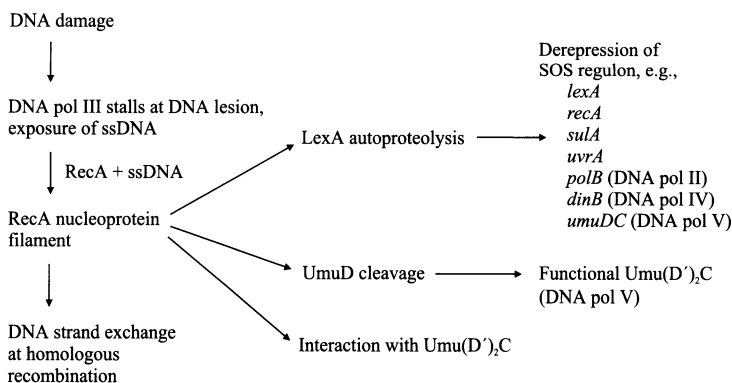 DNA damage
DNA pol III stalls at DNA lesion,
exposure of ssDNA
RecA + ssDNA
RecA nucleoprotein
filament
DNA strand exchange
at homologous
recombination
LexA autoproteolysis
UmuD cleavage
Interaction with Umu(D´)₂C
Derepression of
SOS regulon, e.g.,
lexA
recA
sulA
uvrA
polB (DNA pol II)
dinB (DNA pol IV)
umuDC (DNA pol V)
Functional Umu(D´)₂C
(DNA pol V)